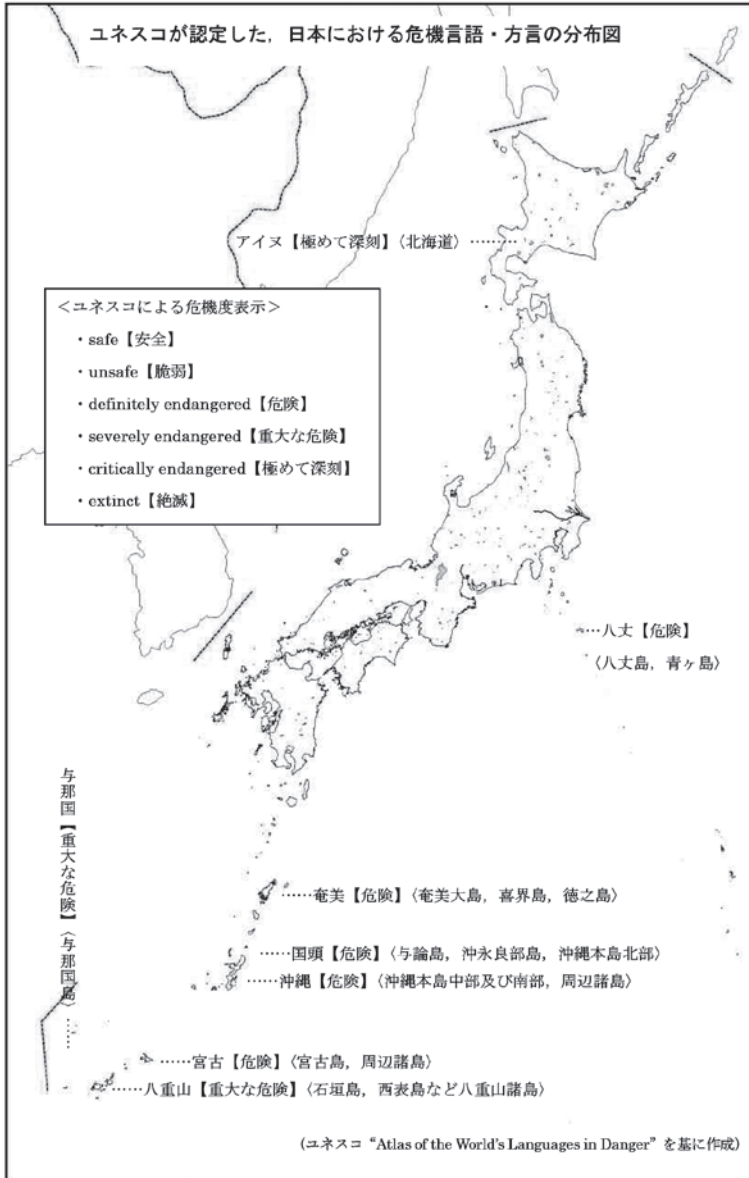 ユネスコが認定した，日本における危機言語・方言の分布図
アイヌ【極めて深刻】〈北海道〉………
＜ユネスコによる危機度表示＞
・safe【安全】
・unsafe【脆弱】
・definitely endangered【危険】
・severely endangered【重大な危険】
・critically endangered【極めて深刻】
・extinct【絶滅】
…八丈【危険】
〈八丈島，青ヶ島〉
与那国【重大な危険】〈与那国島〉……
……奄美【危険】〈奄美大島，喜界島，徳之島〉
……国頭【危険】〈与論島，沖永良部島，沖縄本島北部〉
……沖縄【危険】〈沖縄本島中部及び南部，周辺諸島〉
……宮古【危険】〈宮古島，周辺諸島〉
……八重山【重大な危険】〈石垣島，西表島など八重山諸島〉
(ユネスコ “Atlas of the World's Languages in Danger” を基に作成)